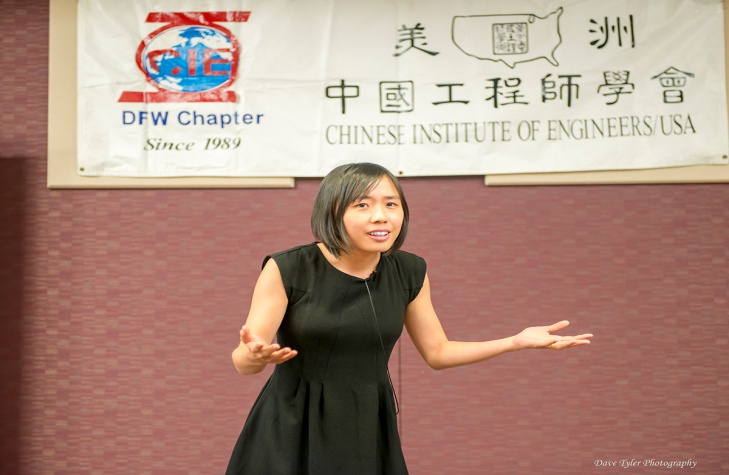 CIE
DFW Chapter
Since 1989
美洲
中國工程師學會
CHINESE INSTITUTE OF ENGINEERS/USA
Dave Tyler Photography